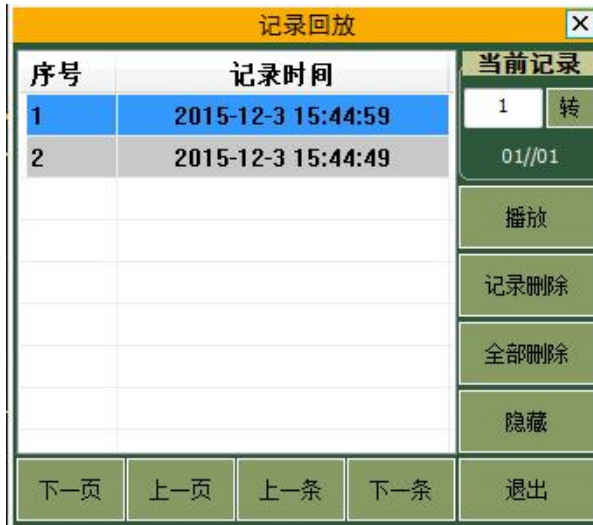 记录回放
序号 记录时间 当前记录
1 2015-12-3 15:44:59 1 转
2 2015-12-3 15:44:49 01//01
播放
记录删除
全部删除
隐藏
下一页 上一页 上一条 下一条 退出